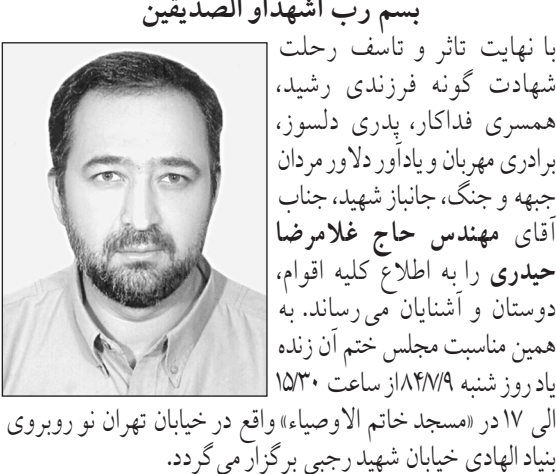 بسم رب اشهداو الصدیقین
با نهایت تاثر و تاسف رحلت
شهادت گونه فرزندی رشید،
همسری فداکار، پدری دلسوز،
برادری مهربان و یادآور دلاور مردان
جبهه و جنگ، جانباز شهید، جناب
آقای مهندس حاج غلامرضا
حیدری را به اطلاع کلیه اقوام،
دوستان و آشنایان می رساند. به
همین مناسبت مجلس ختم آن زنده
یاد روز شنبه ۸۴/۷/۹ از ساعت ۱۵/۳۰
الی ۱۷ در «مسجد خاتم الاوصیاء» واقع در خیابان تهران نو روبروی
بنیاد الهادی خیابان شهید رجبی برگزار می گردد.